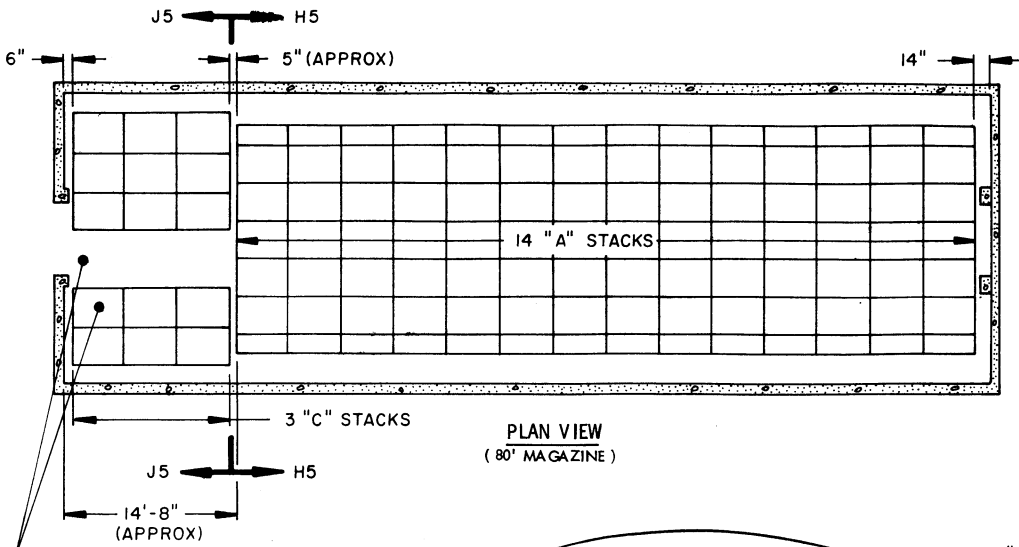 J5 H5
6" 5" (APPROX) 14"
14 "A" STACKS
3 "C" STACKS
PLAN VIEW
(80' MAGAZINE)
J5 H5
14'-8"
(APPROX)
"